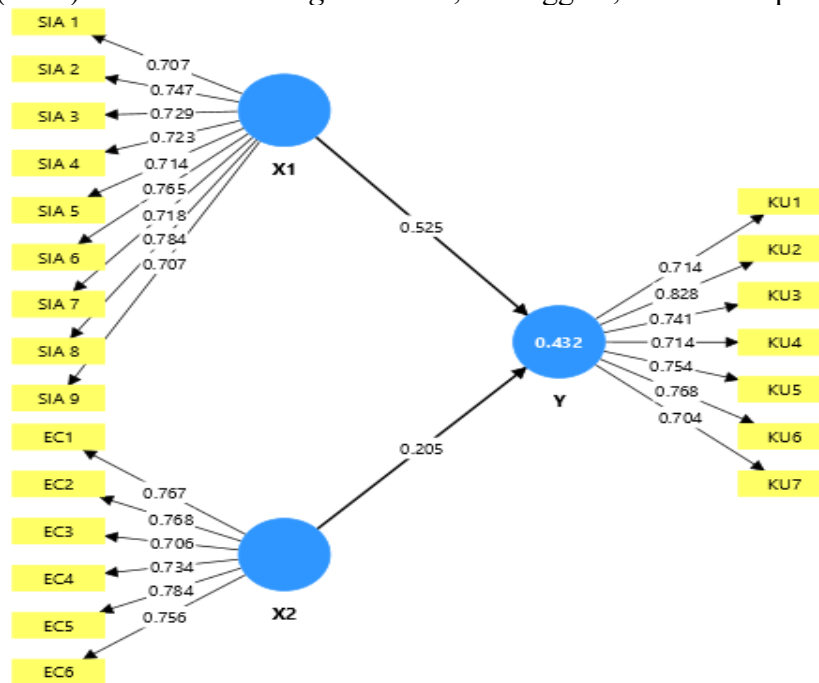 SIA 1
SIA 2
SIA 3
SIA 4
SIA 5
SIA 6
SIA 7
SIA 8
SIA 9
0.707
0.747
0.729
0.723
0.714
0.765
0.718
0.784
0.707
X1
0.525
EC1
EC2
EC3
EC4
EC5
EC6
0.767
0.768
0.706
0.734
0.784
0.756
X2
0.205
0.432
Y
0.714
0.828
0.741
0.714
0.754
0.768
0.704
KU1
KU2
KU3
KU4
KU5
KU6
KU7